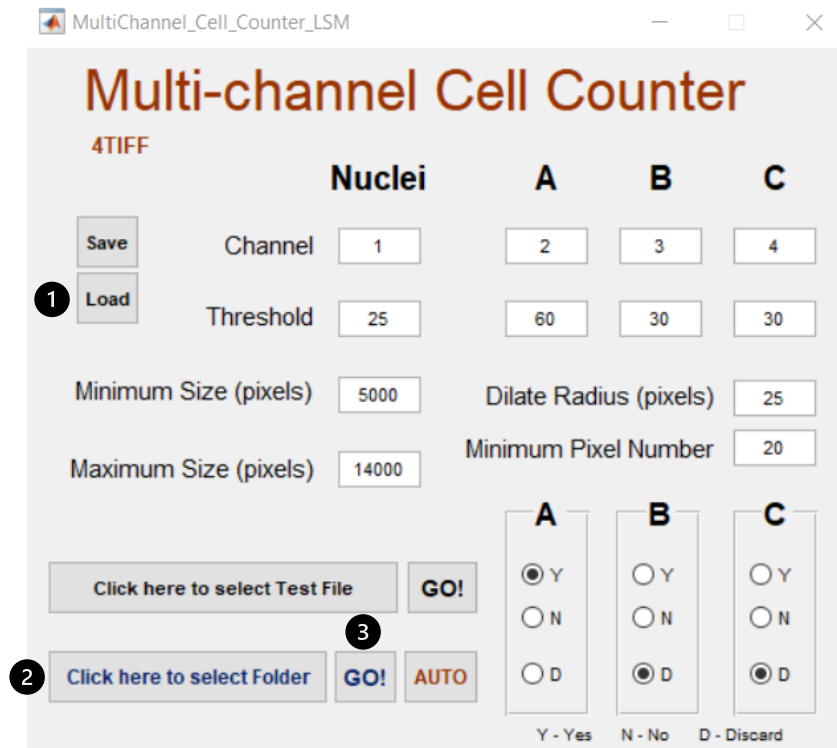 MultiChannel_Cell_Counter_LSM
Multi-channel Cell Counter
4TIFF
Nuclei A B C
Save
Channel 1 2 3 4
1 Load
Threshold 25 60 30 30
Minimum Size (pixels) 5000
Dilate Radius (pixels) 25
Minimum Pixel Number 20
Maximum Size (pixels) 14000
A B C
Click here to select Test File GO!
Y Y Y
N N N
3
2 Click here to select Folder GO! AUTO
D D D
Y - Yes N - No D - Discard